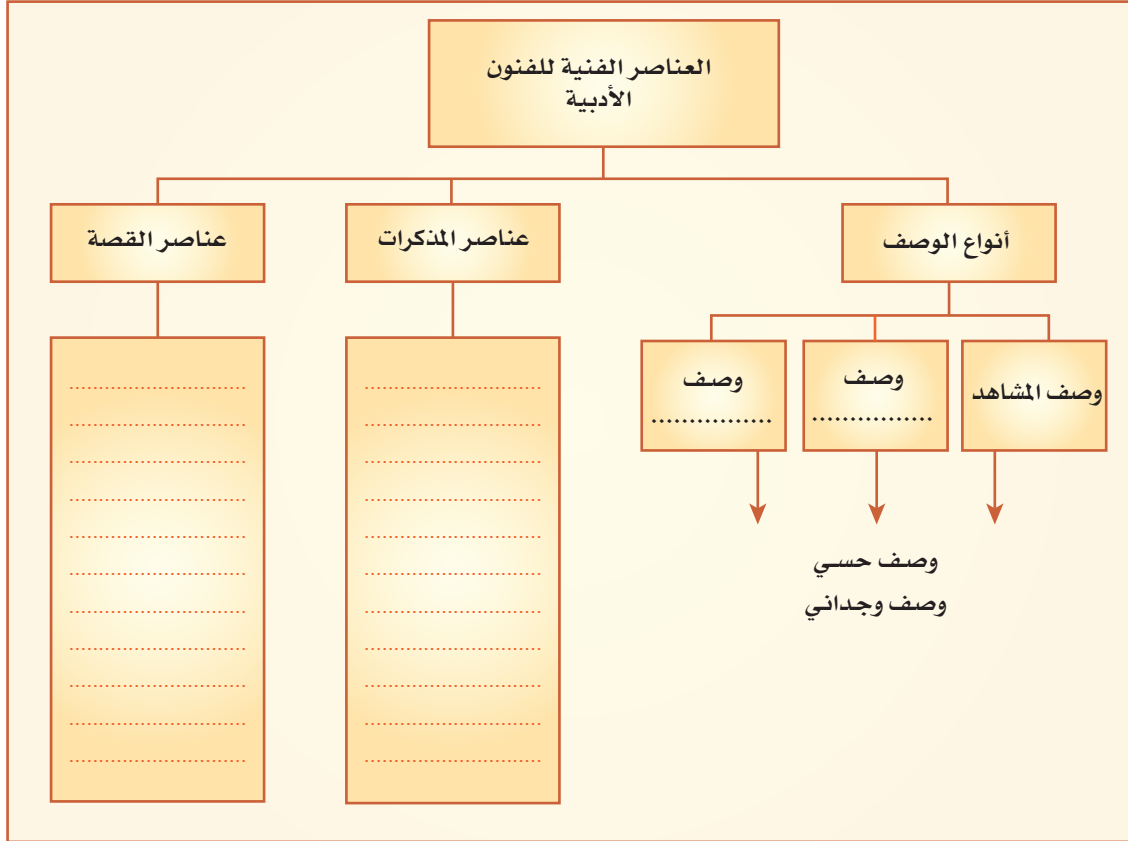 العناصر الفنية للفنون
الأدبية
أنواع الوصف
عناصر المذكرات
عناصر القصة
وصف المشاهد
وصف
................
وصف
................
وصف حسي
وصف وجداني